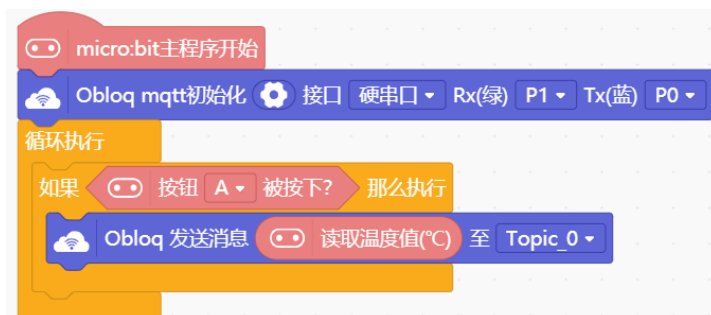 micro:bit主程序开始
Obloq mqtt初始化 接口 硬串口 Rx(绿) P1 Tx(蓝) P0
循环执行
如果 按钮 A 被按下? 那么执行
Obloq 发送消息 读取温度值(℃) 至 Topic_0